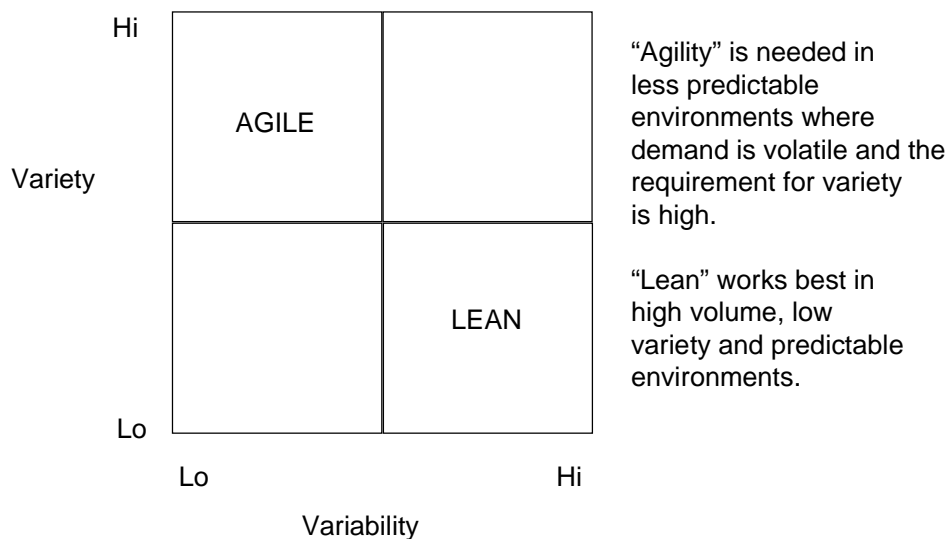 Hi
AGILE
Variety
LEAN
Lo
Lo
Hi
Variability
“Agility” is needed in
less predictable
environments where
demand is volatile and the
requirement for variety
is high.
“Lean” works best in
high volume, low
variety and predictable
environments.